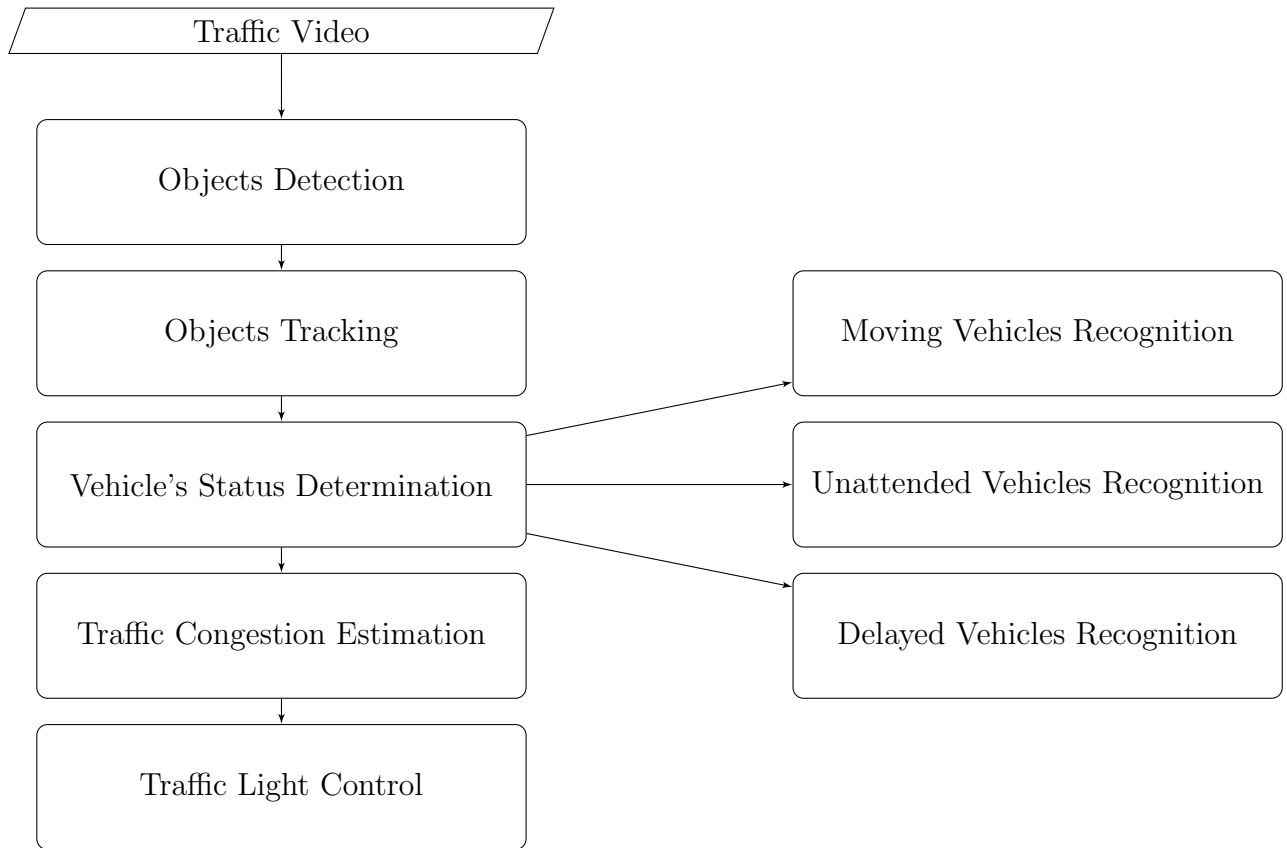 Traffic Video
Objects Detection
Objects Tracking
Moving Vehicles Recognition
Vehicle's Status Determination
Unattended Vehicles Recognition
Traffic Congestion Estimation
Delayed Vehicles Recognition
Traffic Light Control